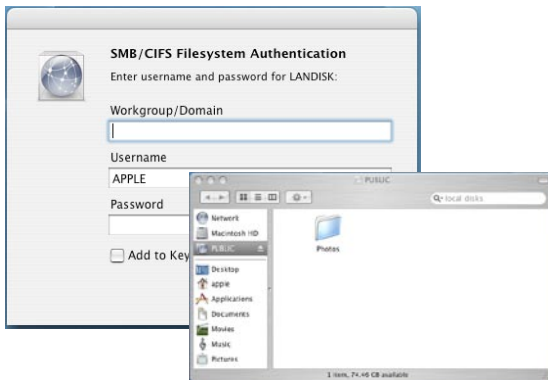 SMB/CIFS Filesystem Authentication
Enter username and password for LANDISK:
Workgroup/Domain
Username
APPLE
Password
Add to Key
PUBLIC
local disks
Network
Macintosh HD
PUBLIC
Desktop
apple
Applications
Documents
Movies
Music
Pictures
Photos
1 item, 74.46 GB available